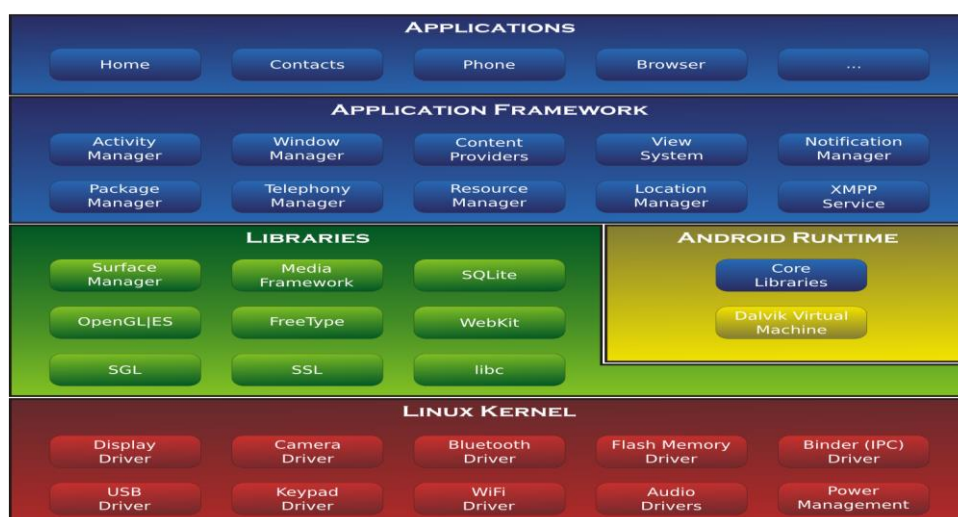 APPLICATIONS
Home Contacts Phone Browser ...
APPLICATION FRAMEWORK
Activity Manager
Window Manager
Content Providers
View System
Notification Manager
Package Manager
Telephony Manager
Resource Manager
Location Manager
XMPP Service
LIBRARIES
Surface Manager
Media Framework
SQLite
OpenGL|ES
FreeType
WebKit
SGL
SSL
libc
ANDROID RUNTIME
Core Libraries
Dalvik Virtual Machine
LINUX KERNEL
Display Driver
Camera Driver
Bluetooth Driver
Flash Memory Driver
Binder (IPC) Driver
USB Driver
Keypad Driver
WiFi Driver
Audio Drivers
Power Management